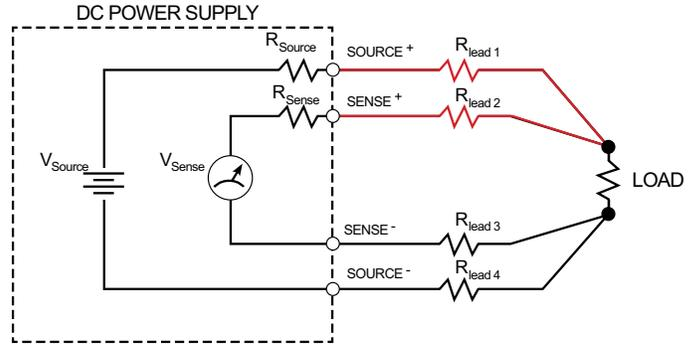 DC POWER SUPPLY
RSource
SOURCE +
Rlead 1
RSense
SENSE +
Rlead 2
VSource
VSense
LOAD
SENSE -
Rlead 3
SOURCE -
Rlead 4